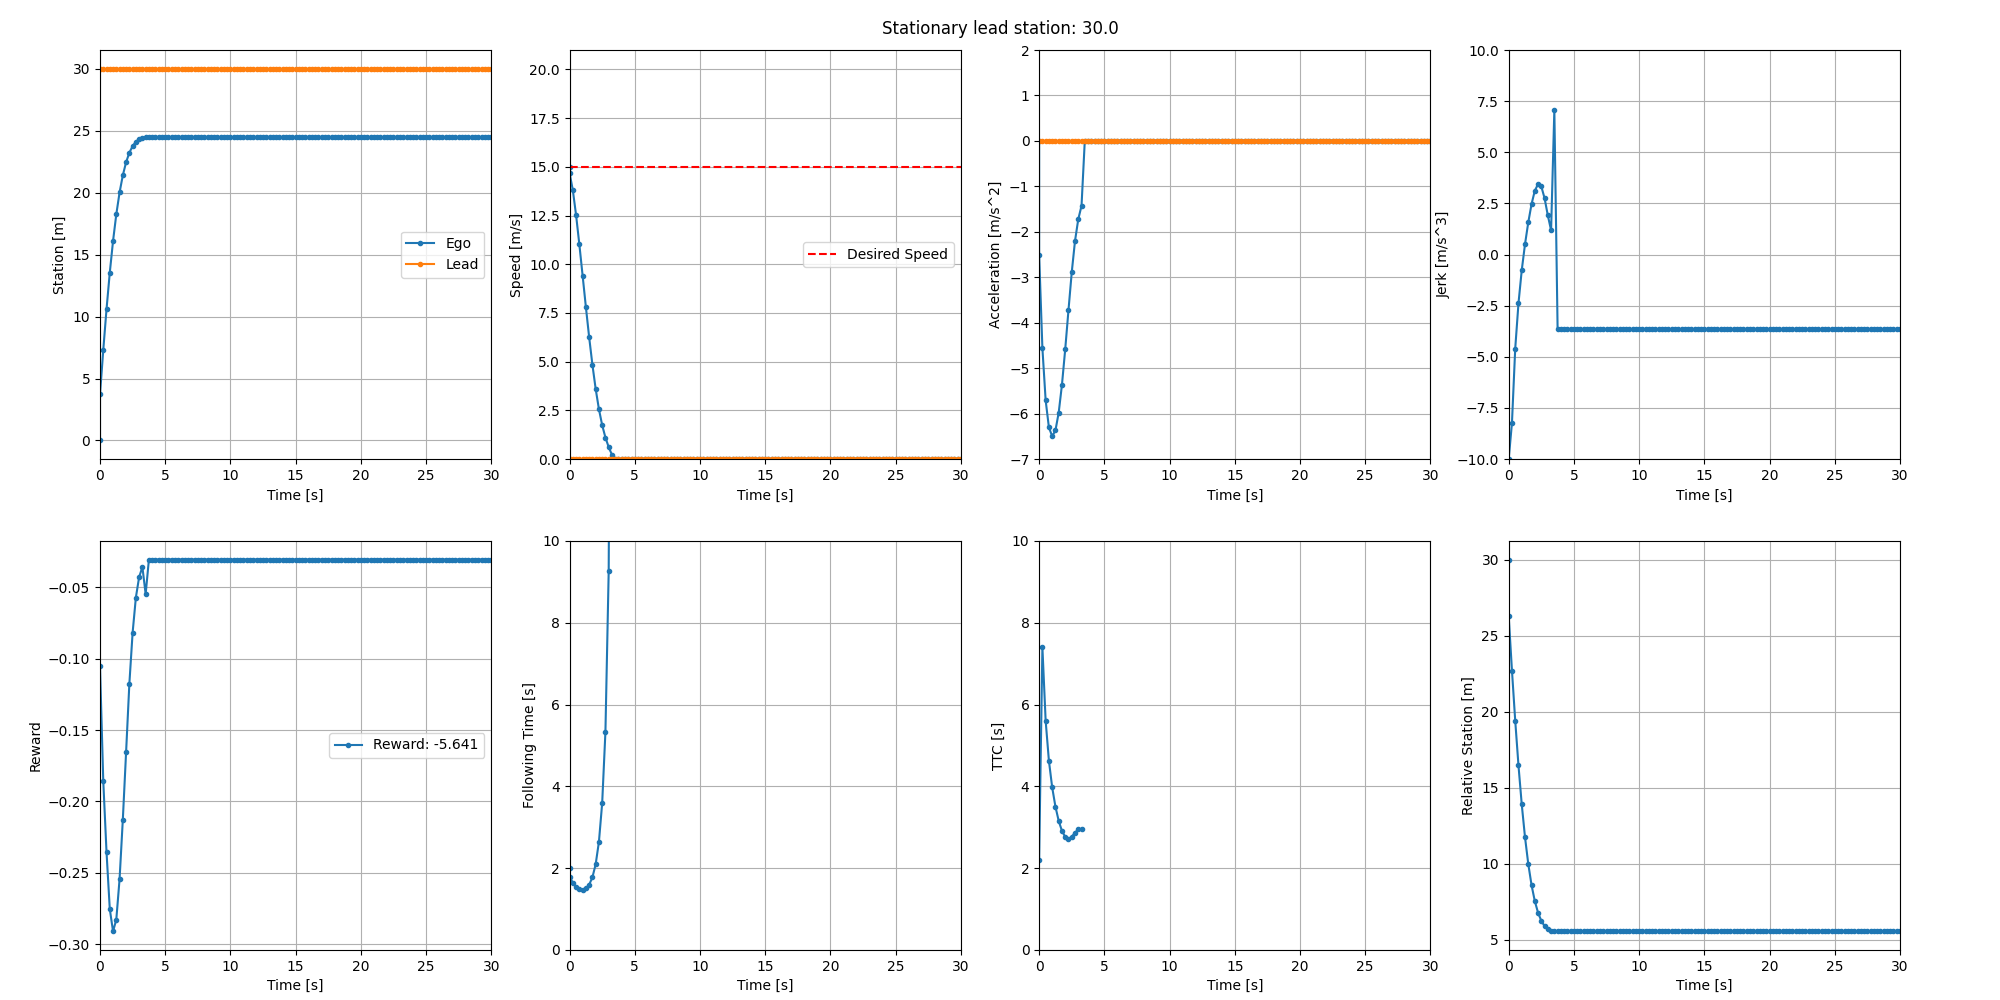 Stationary lead station: 30.0
Station [m]
30
25
20
15
10
5
0
Ego
Lead
0 5 10 15 20 25 30
Time [s]
Speed [m/s]
20.0
17.5
15.0
12.5
10.0
7.5
5.0
2.5
0.0
Desired Speed
0 5 10 15 20 25 30
Time [s]
Acceleration [m/s^2]
2
1
0
−1
−2
−3
−4
−5
−6
−7
0 5 10 15 20 25 30
Time [s]
Jerk [m/s^3]
10.0
7.5
5.0
2.5
0.0
−2.5
−5.0
−7.5
−10.0
0 5 10 15 20 25 30
Time [s]
Reward
−0.05
−0.10
−0.15
−0.20
−0.25
−0.30
Reward: -5.641
0 5 10 15 20 25 30
Time [s]
Following Time [s]
10
8
6
4
2
0
0 5 10 15 20 25 30
Time [s]
TTC [s]
10
8
6
4
2
0
0 5 10 15 20 25 30
Time [s]
Relative Station [m]
30
25
20
15
10
5
0 5 10 15 20 25 30
Time [s]